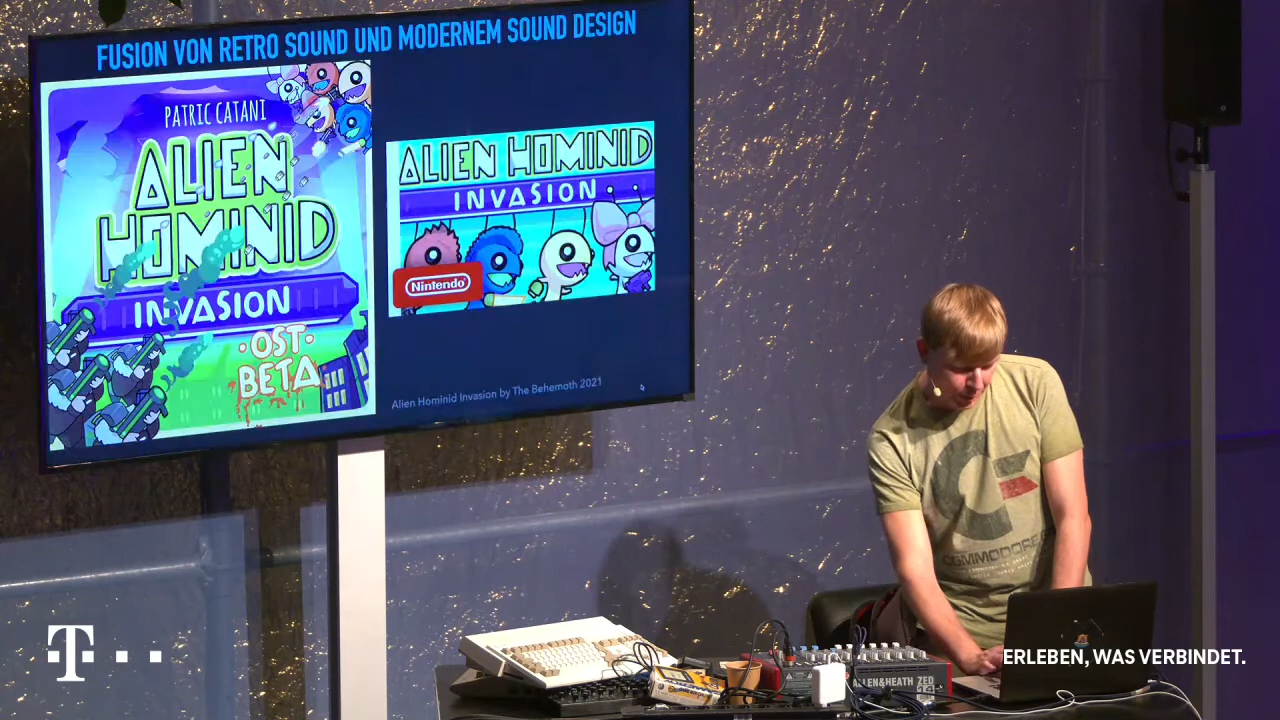 FUSION VON RETRO SOUND UND MODERNEM SOUND DESIGN
PATRIC CATANI
ALIEN
HOMINID
INVASION
·OST·
BETA
ALIEN HOMINID
INVASION
Nintendo
Alien Hominid Invasion by The Behemoth 2021
COMMODORE
ALLEN&HEATH ZED
T
ERLEBEN, WAS VERBINDET.